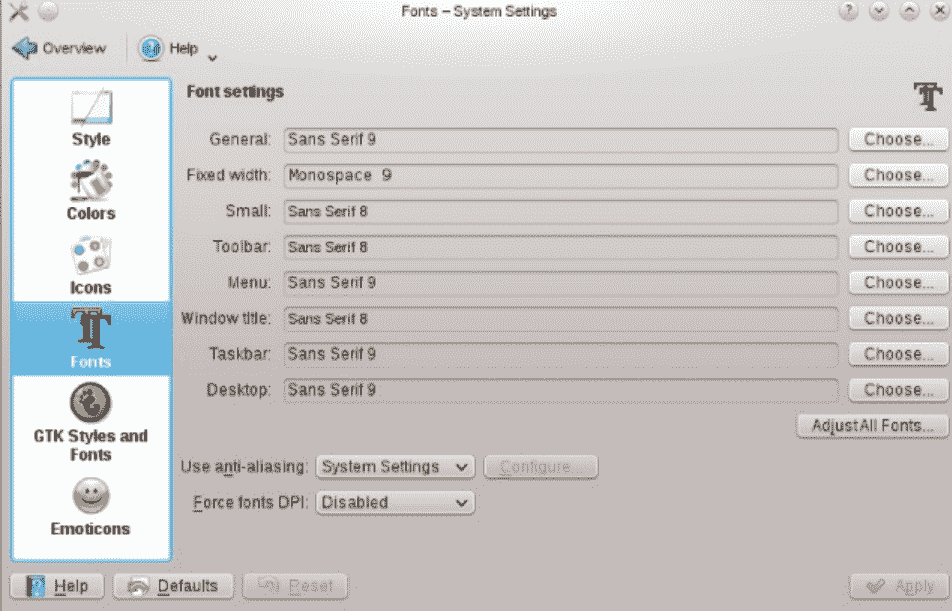 Fonts – System Settings
Overview
Help
Style
Colors
Icons
Fonts
GTK Styles and
Fonts
Emoticons
Font settings
General: Sans Serif 9 Choose...
Fixed width: Monospace 9 Choose...
Small: Sans Serif 8 Choose...
Toolbar: Sans Serif 8 Choose...
Menu: Sans Serif 9 Choose...
Window title: Sans Serif 8 Choose...
Taskbar: Sans Serif 9 Choose...
Desktop: Sans Serif 9 Choose...
Adjust All Fonts...
Use anti-aliasing: System Settings Configure...
Force fonts DPI: Disabled
Help Defaults Reset Apply